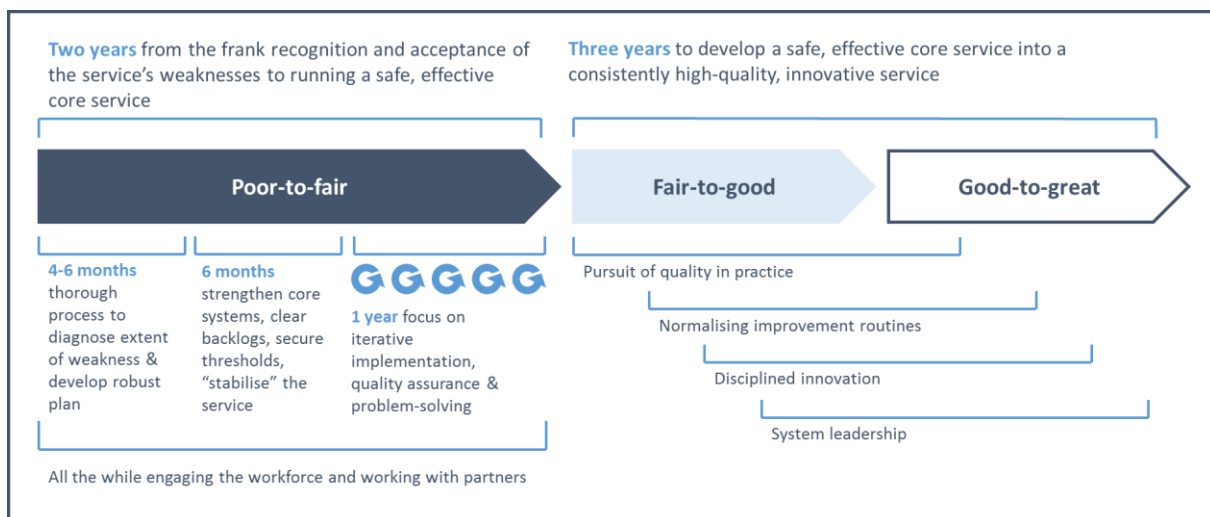 Two years from the frank recognition and acceptance of
the service's weaknesses to running a safe, effective
core service
Three years to develop a safe, effective core service into a
consistently high-quality, innovative service
Poor-to-fair
Fair-to-good
Good-to-great
4-6 months
thorough
process to
diagnose extent
of weakness &
develop robust
plan
6 months
strengthen core
systems, clear
backlogs, secure
thresholds,
“stabilise” the
service
1 year focus on
iterative
implementation,
quality assurance &
problem-solving
Pursuit of quality in practice
Normalising improvement routines
Disciplined innovation
System leadership
All the while engaging the workforce and working with partners